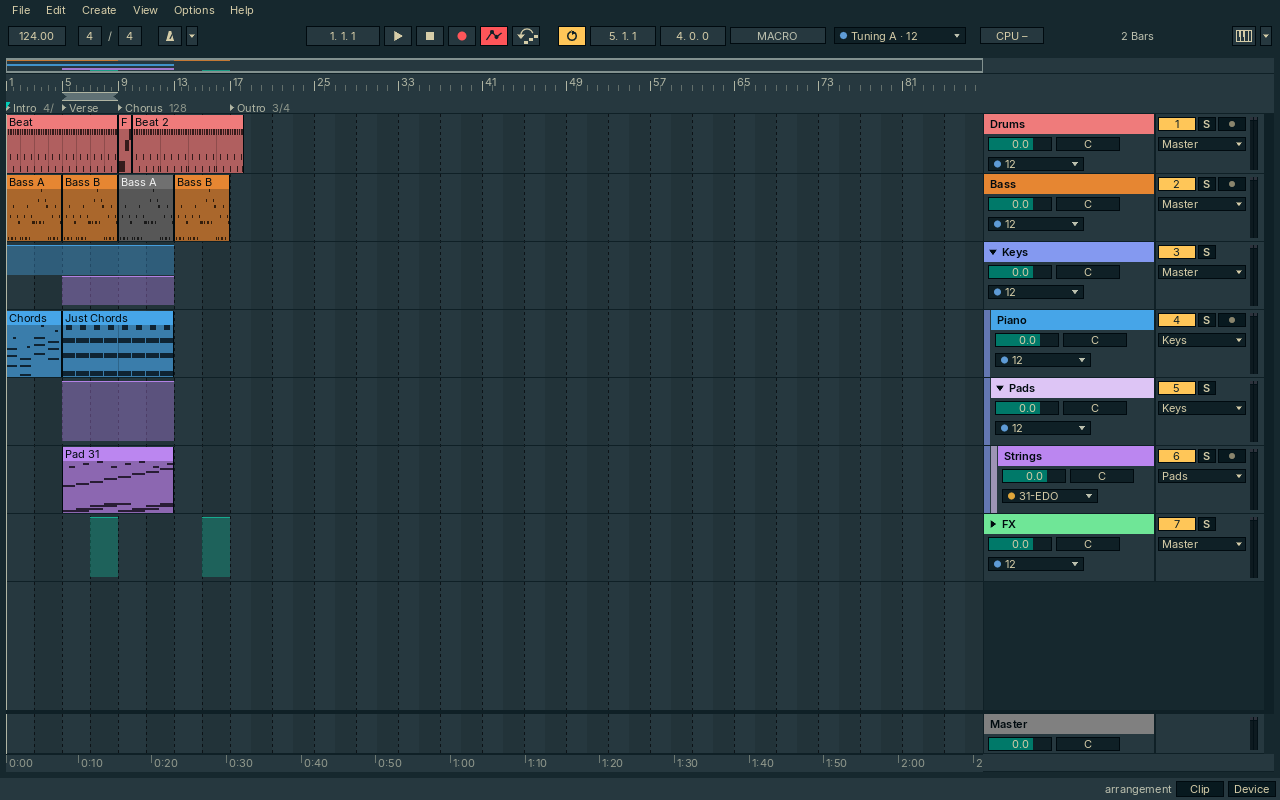 File Edit Create View Options Help
124.00 4 / 4 1. 1. 1 5. 1. 1 4. 0. 0 MACRO Tuning A · 12 CPU – 2 Bars
1 5 9 13 17 25 33 41 49 57 65 73 81
Intro 4/ Verse Chorus 128 Outro 3/4
Beat F Beat 2 Drums 1 S
0.0 C Master
12
Bass A Bass B Bass A Bass B Bass 2 S
0.0 C Master
12
Keys 3 S
0.0 C Master
12
Chords Just Chords Piano 4 S
0.0 C Keys
12
Pads 5 S
0.0 C Keys
12
Pad 31 Strings 6 S
0.0 C Pads
31-EDO
FX 7 S
0.0 C Master
12
Master
0.0 C
0:00 0:10 0:20 0:30 0:40 0:50 1:00 1:10 1:20 1:30 1:40 1:50 2:00 2
arrangement Clip Device